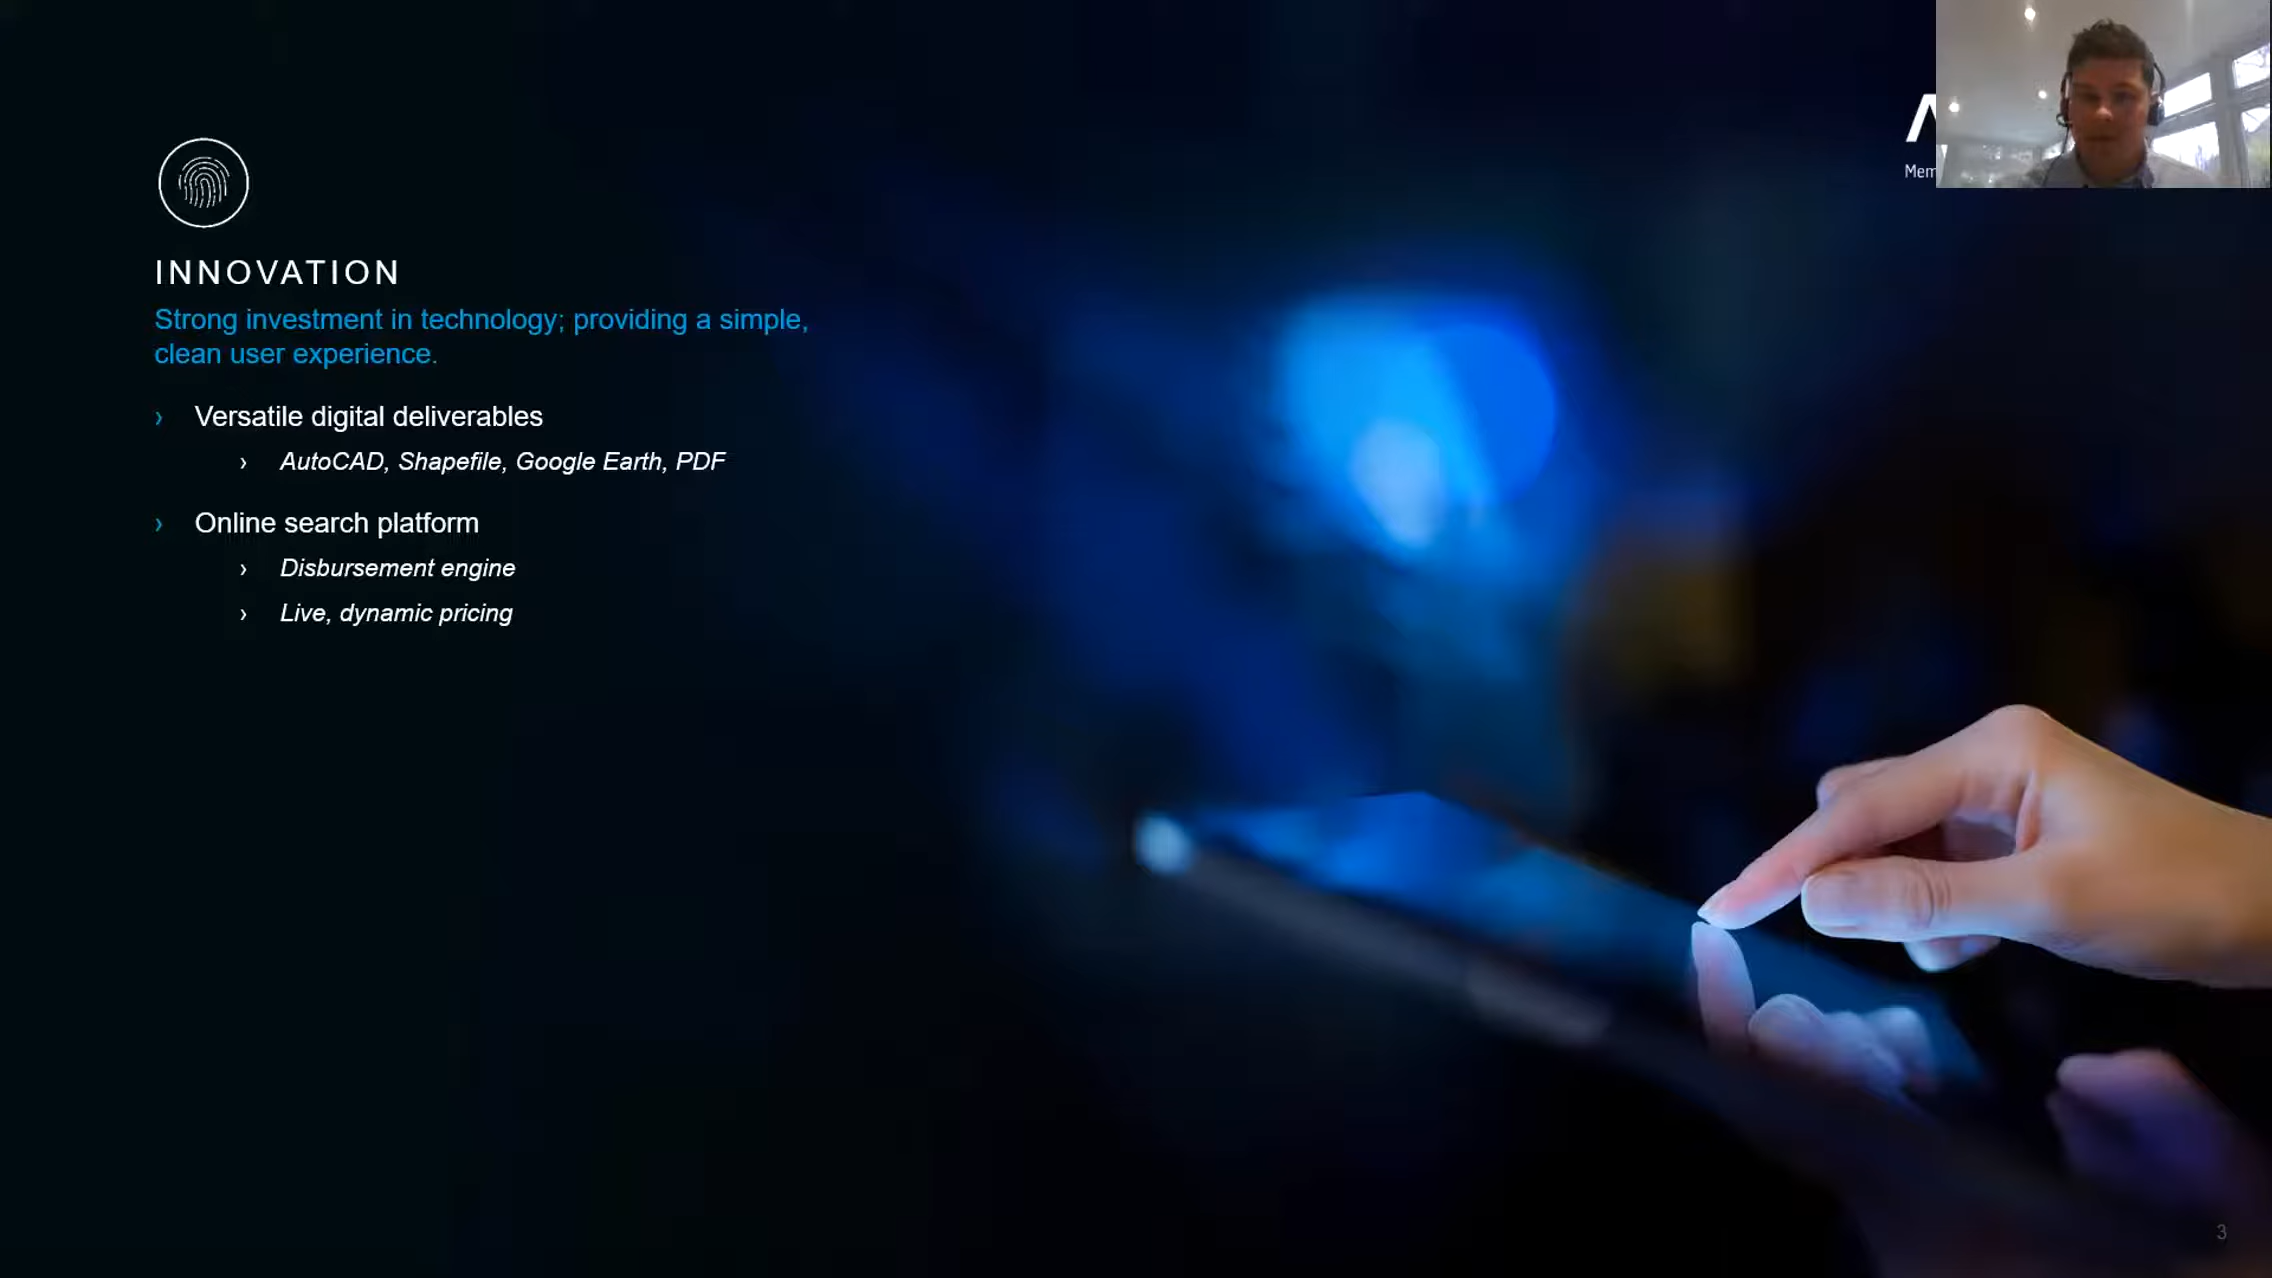 INNOVATION
Strong investment in technology; providing a simple,
clean user experience.
› Versatile digital deliverables
› AutoCAD, Shapefile, Google Earth, PDF
› Online search platform
› Disbursement engine
› Live, dynamic pricing
3